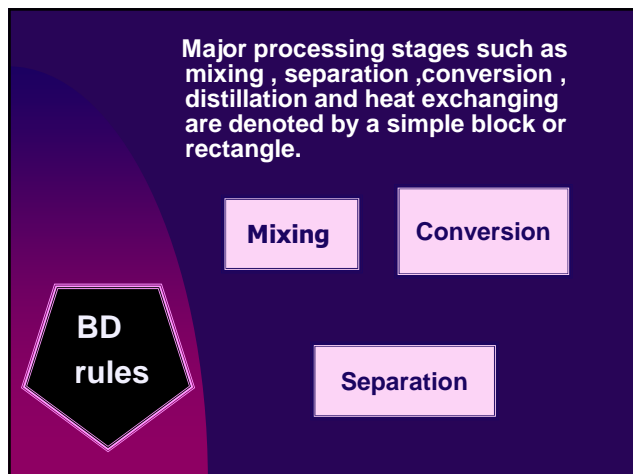 Major processing stages such as
mixing , separation ,conversion ,
distillation and heat exchanging
are denoted by a simple block or
rectangle.
Mixing
Conversion
BD
rules
Separation